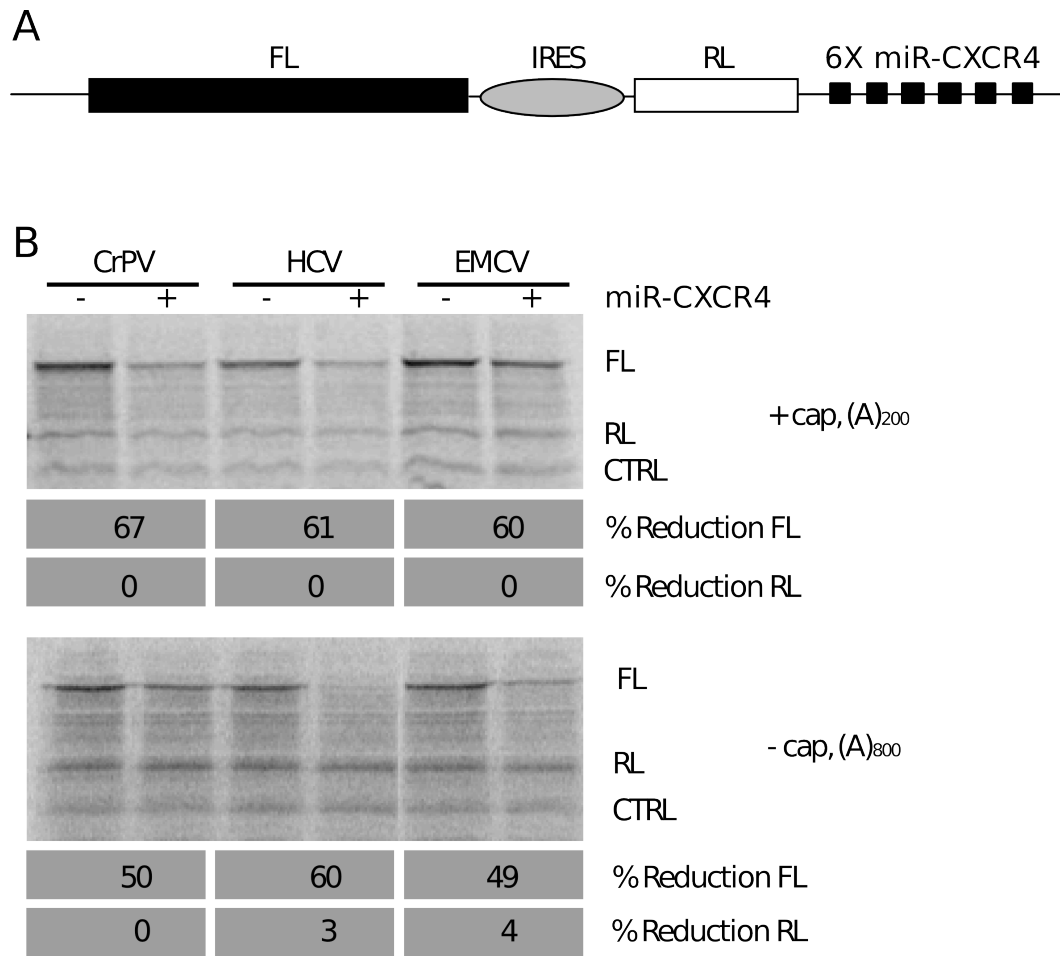 A
FL IRES RL 6X miR-CXCR4
B
CrPV HCV EMCV
- + - + - + miR-CXCR4
FL
+ cap, (A)200
RL
CTRL
67 61 60 % Reduction FL
0 0 0 % Reduction RL
FL
- cap, (A)800
RL
CTRL
50 60 49 % Reduction FL
0 3 4 % Reduction RL